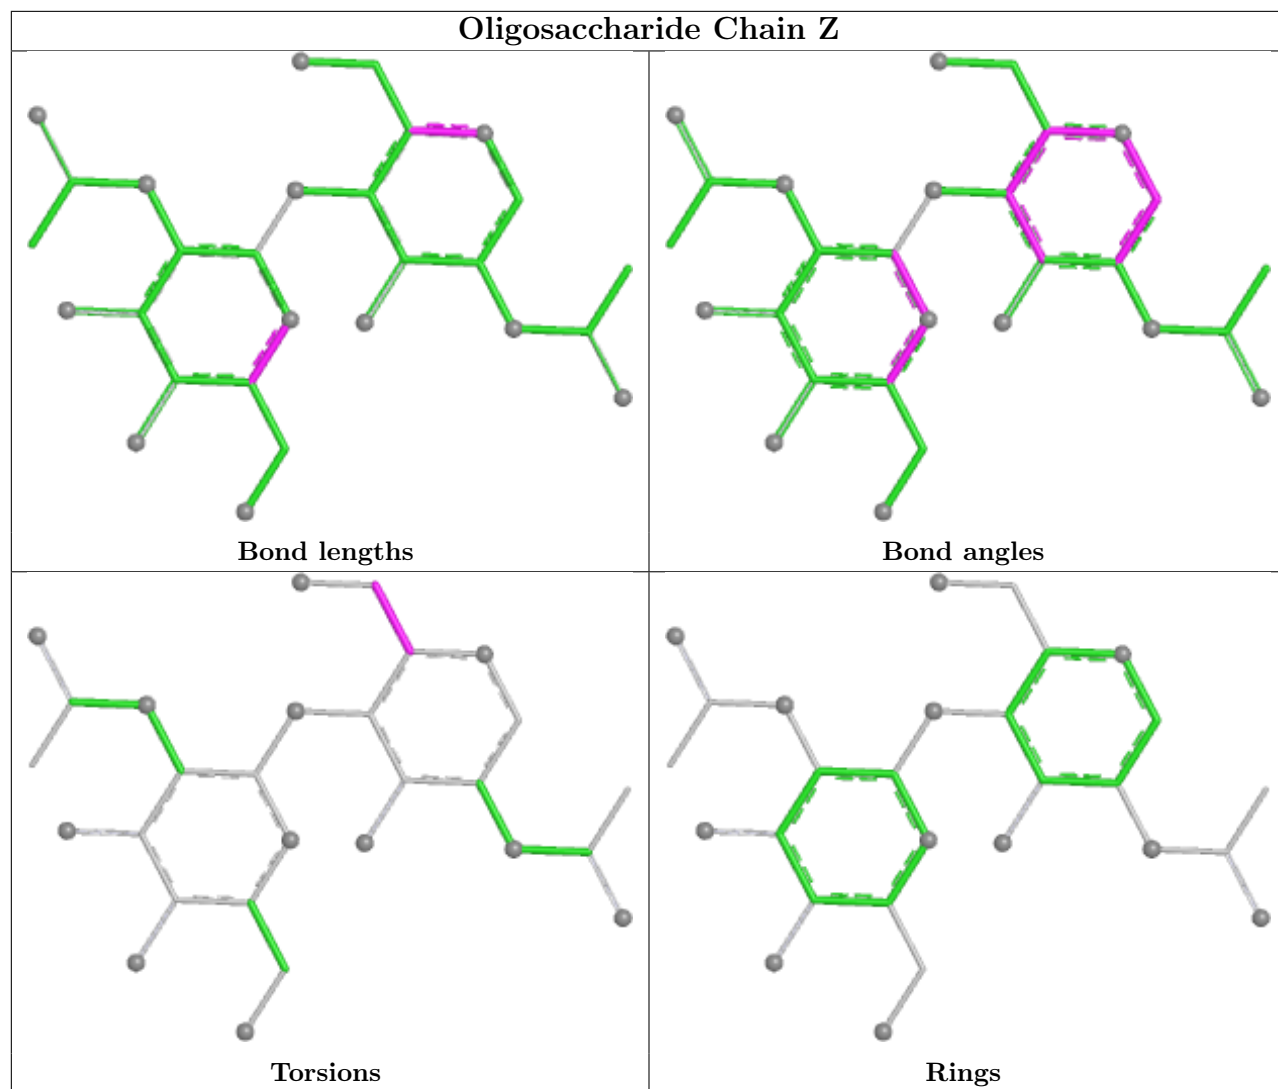 Oligosaccharide Chain Z
Bond lengths
Bond angles
Torsions
Rings